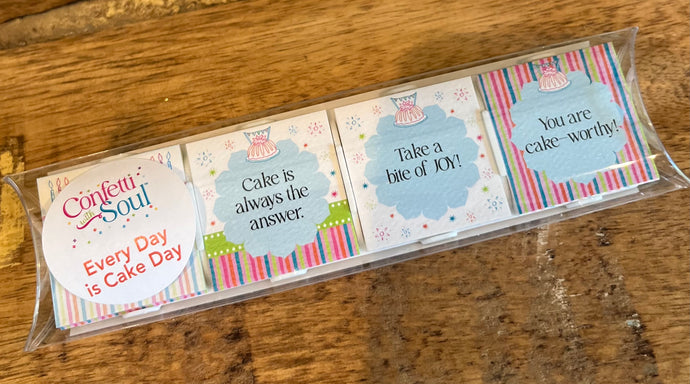 Confetti
with
Soul
Every Day
is Cake Day
Cake is
always the
answer.
Take a
bite of JOY!
You are
cake-worthy!